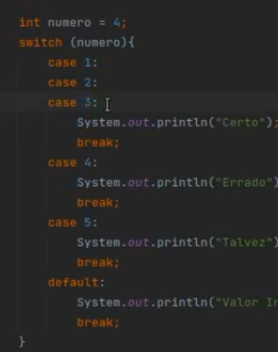 int numero = 4;
switch (numero){
case 1:
case 2:
case 3:
System.out.println("Certo");
break;
case 4:
System.out.println("Errado")
break;
case 5:
System.out.println("Talvez")
break;
default:
System.out.println("Valor In
break;
}